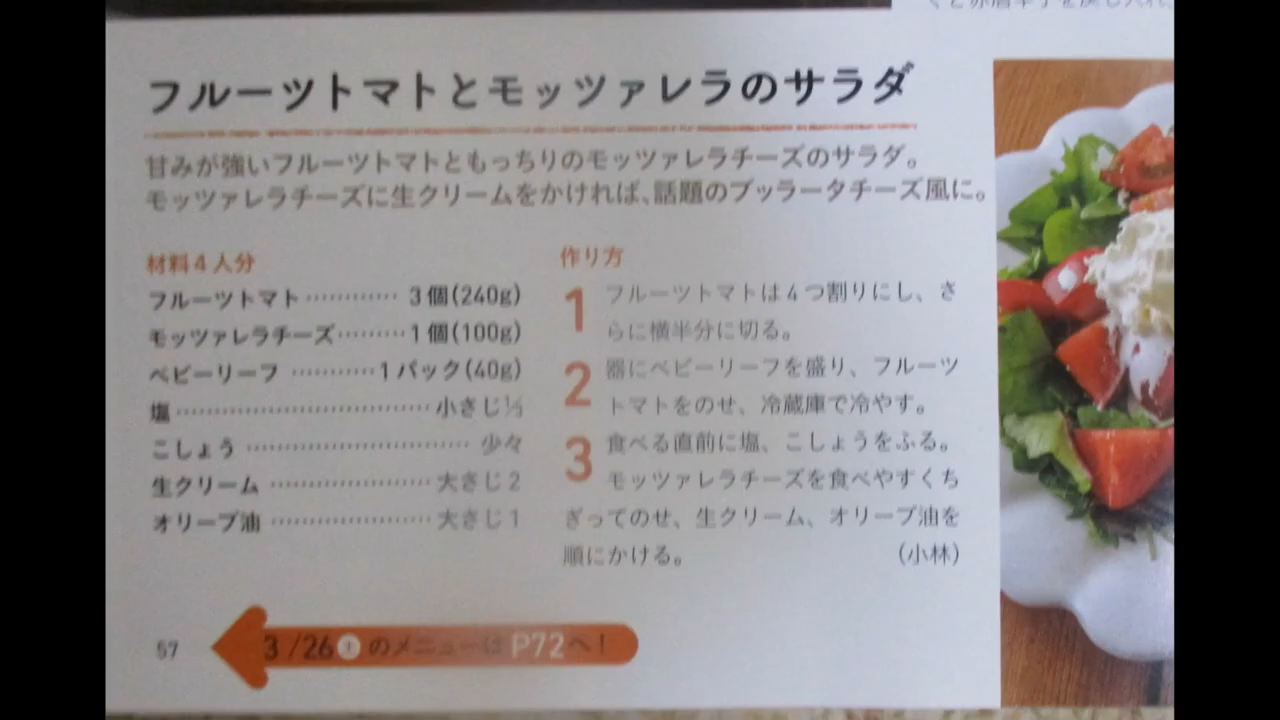 フルーツトマトとモッツァレラのサラダ
甘みが強いフルーツトマトともっちりのモッツァレラチーズのサラダ。
モッツァレラチーズに生クリームをかければ、話題のブッラータチーズ風に。
材料4人分
フルーツトマト………… 3個(240g)
モッツァレラチーズ………1個(100g)
ベビーリーフ …………1パック(40g)
塩……………………………小さじ⅓
こしょう ………………………… 少々
生クリーム …………………大さじ2
オリーブ油 …………………大さじ1
作り方
1 フルーツトマトは4つ割りにし、さ
らに横半分に切る。
2 器にベビーリーフを盛り、フルーツ
トマトをのせ、冷蔵庫で冷やす。
3 食べる直前に塩、こしょうをふる。
モッツァレラチーズを食べやすくち
ぎってのせ、生クリーム、オリーブ油を
順にかける。 (小林)
57
3/26 のメニューは P72へ!